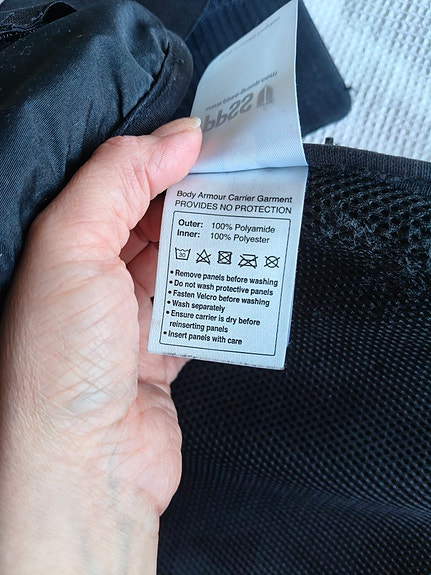 ppss
Body Armour Carrier Garment
PROVIDES NO PROTECTION
Outer: 100% Polyamide
Inner: 100% Polyester
30
• Remove panels before washing
• Do not wash protective panels
• Fasten Velcro before washing
• Wash separately
• Ensure carrier is dry before
reinserting panels
• Insert panels with care